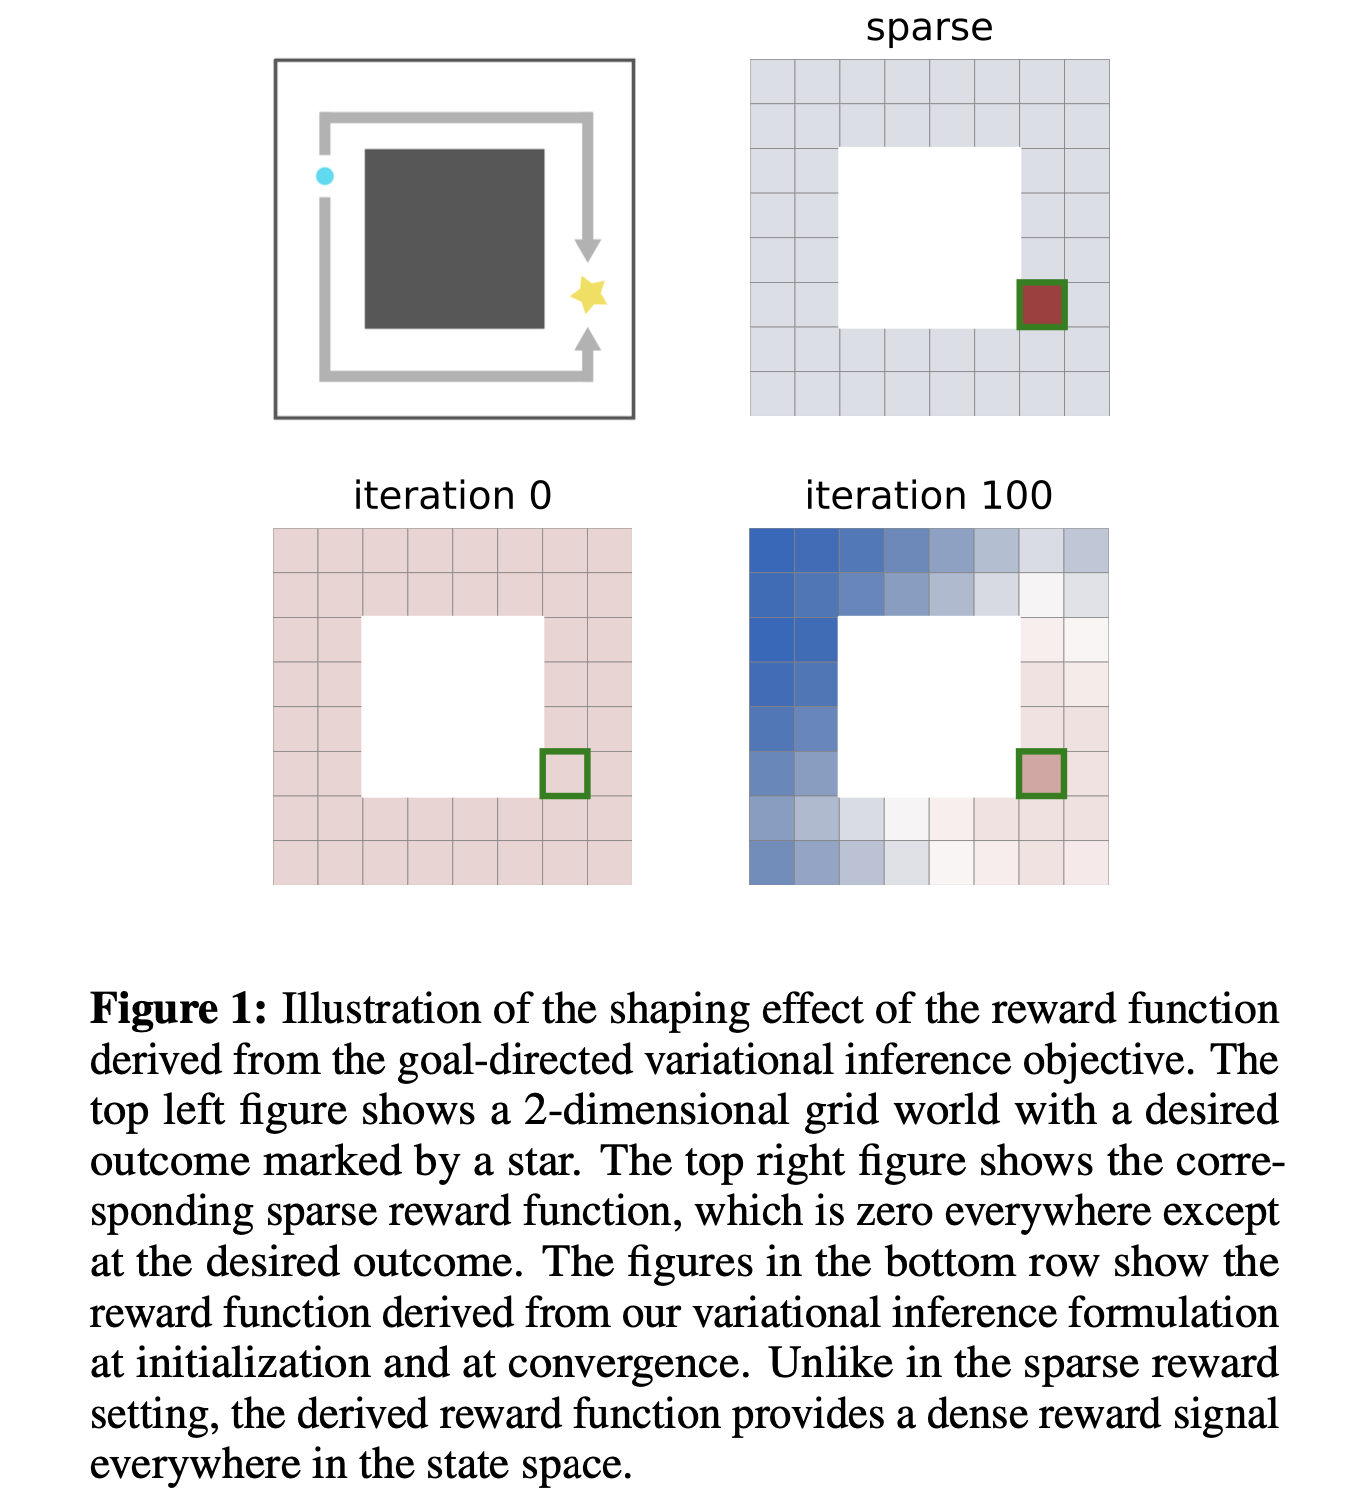 sparse
iteration 0
iteration 100
Figure 1: Illustration of the shaping effect of the reward function
derived from the goal-directed variational inference objective. The
top left figure shows a 2-dimensional grid world with a desired
outcome marked by a star. The top right figure shows the corre-
sponding sparse reward function, which is zero everywhere except
at the desired outcome. The figures in the bottom row show the
reward function derived from our variational inference formulation
at initialization and at convergence. Unlike in the sparse reward
setting, the derived reward function provides a dense reward signal
everywhere in the state space.